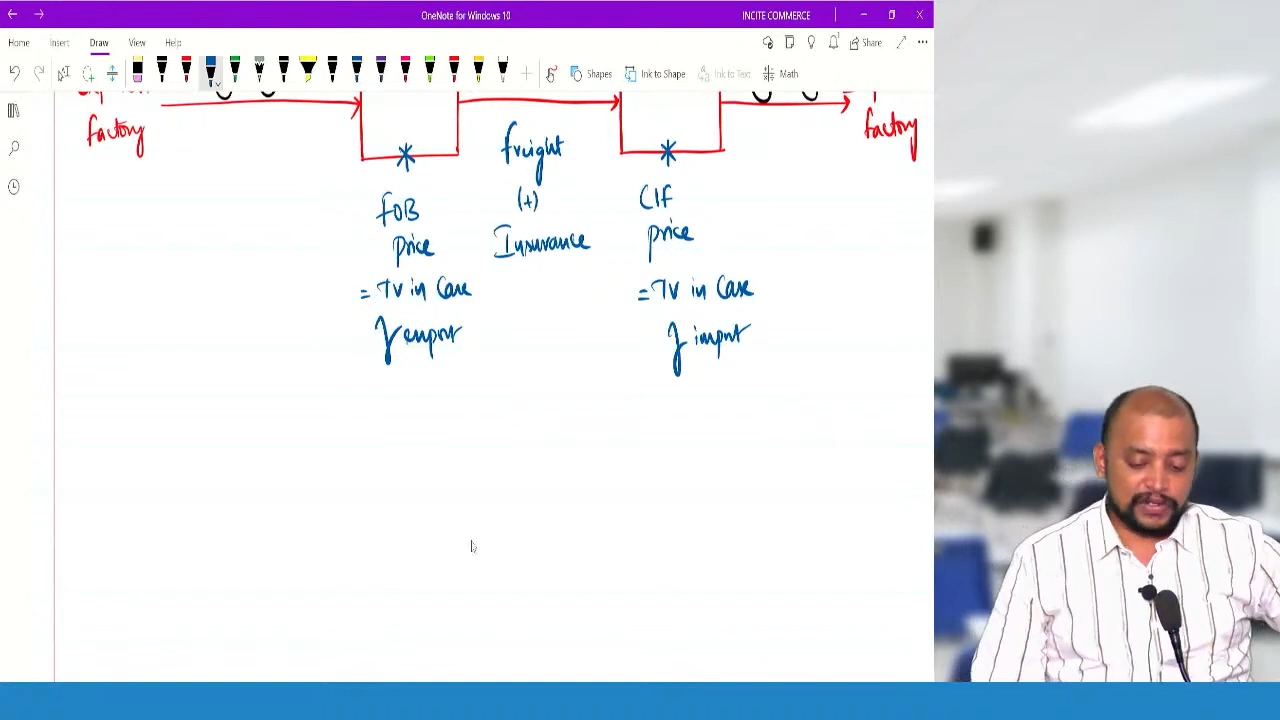 OneNote for Windows 10
INCITE COMMERCE
Home Insert Draw View Help
Share
Shapes Ink to Shape Ink to Text Math
factory
factory
freight
(+)
Insurance
FOB
price
= TV in Case
of export
CIF
price
= TV in Case
of import